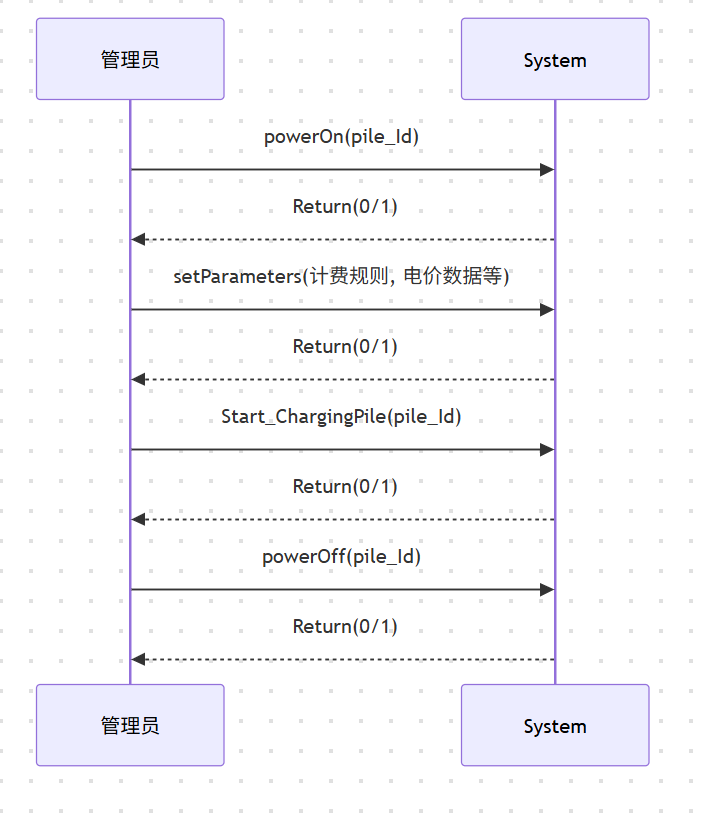 管理员
System
powerOn(pile_Id)
Return(0/1)
setParameters(计费规则, 电价数据等)
Return(0/1)
Start_ChargingPile(pile_Id)
Return(0/1)
powerOff(pile_Id)
Return(0/1)
管理员
System